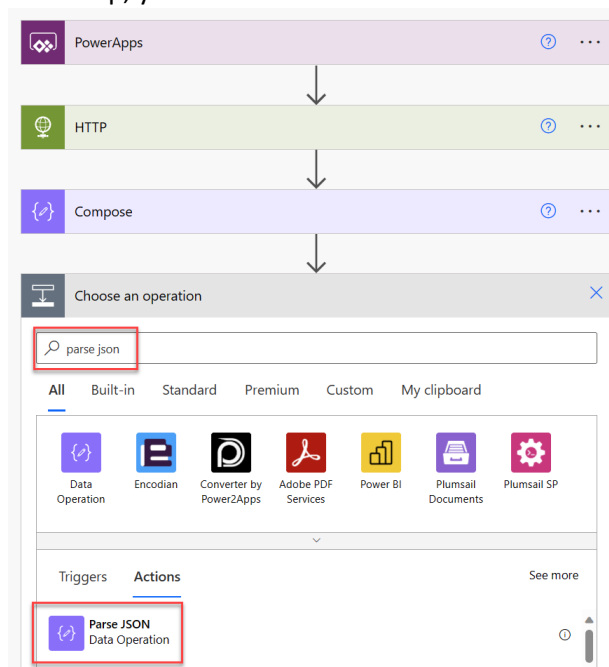 PowerApps
HTTP
Compose
Choose an operation
parse json
All Built-in Standard Premium Custom My clipboard
Data Operation
Encodian
Converter by Power2Apps
Adobe PDF Services
Power BI
Plumsail Documents
Plumsail SP
Triggers Actions See more
Parse JSON
Data Operation